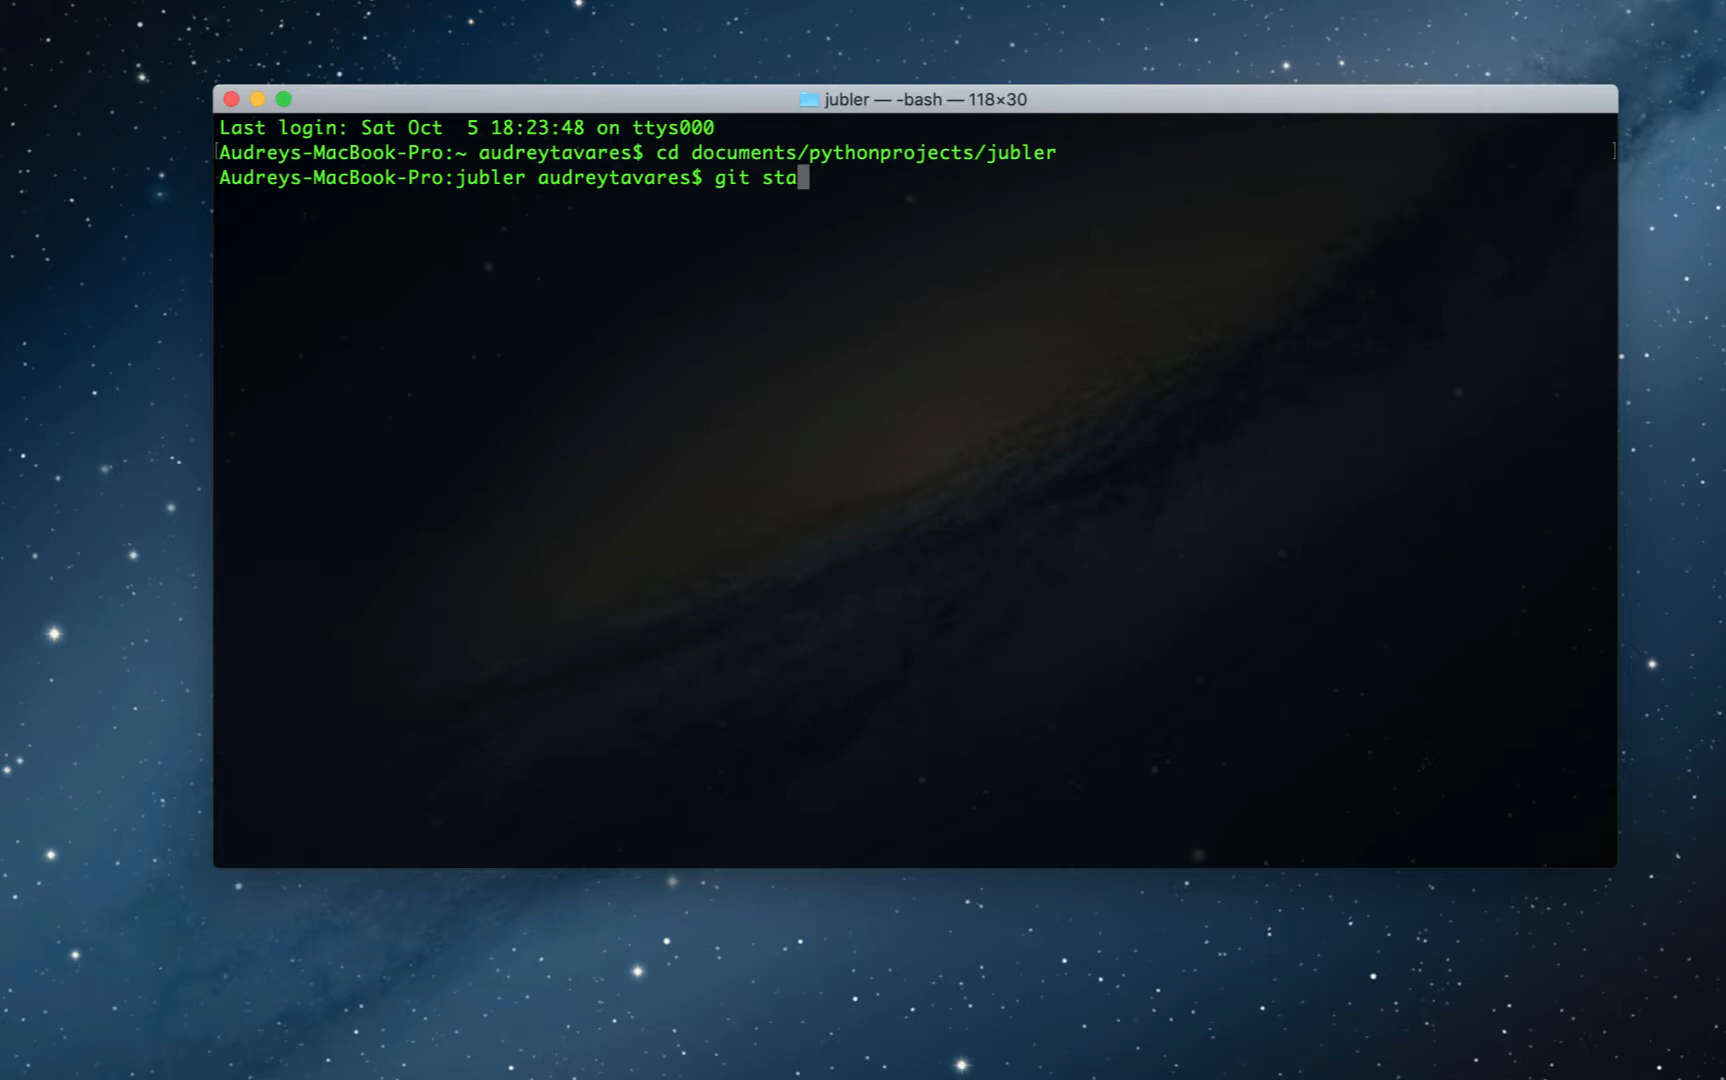 jubler — -bash — 118×30
Last login: Sat Oct  5 18:23:48 on ttys000
[Audreys-MacBook-Pro:~ audreytavares$ cd documents/pythonprojects/jubler ]
Audreys-MacBook-Pro:jubler audreytavares$ git sta